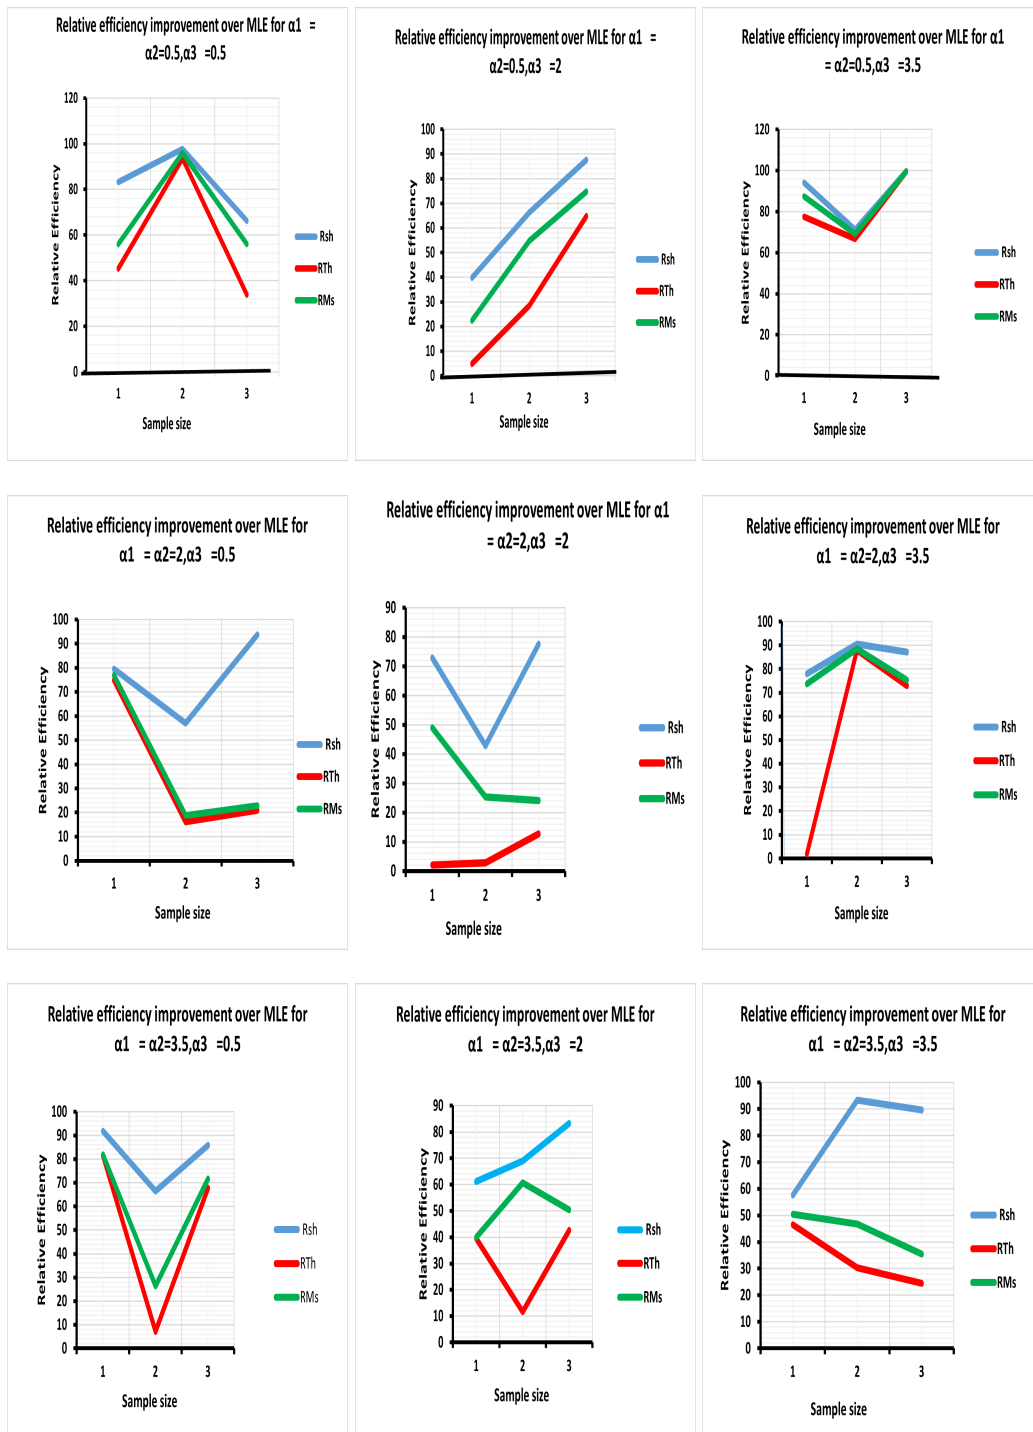 Relative efficiency improvement over MLE for α1 =
α2=0.5,α3 =0.5
120
100
80
60
40
20
0
Relative Efficiency
1 2 3
Sample size
Rsh
RTh
RMs
Relative efficiency improvement over MLE for α1 =
α2=0.5,α3 =2
100
90
80
70
60
50
40
30
20
10
0
Relative Efficiency
1 2 3
Sample size
Rsh
RTh
RMs
Relative efficiency improvement over MLE for α1
= α2=0.5,α3 =3.5
120
100
80
60
40
20
0
Relative Efficiency
1 2 3
Sample size
Rsh
RTh
RMs
Relative efficiency improvement over MLE for
α1 = α2=2,α3 =0.5
100
90
80
70
60
50
40
30
20
10
0
Relative Efficiency
1 2 3
Sample size
Rsh
RTh
RMs
Relative efficiency improvement over MLE for α1
= α2=2,α3 =2
90
80
70
60
50
40
30
20
10
0
Relative Efficiency
1 2 3
Sample size
Rsh
RTh
RMs
Relative efficiency improvement over MLE for
α1 = α2=2,α3 =3.5
100
90
80
70
60
50
40
30
20
10
0
Relative Efficiency
1 2 3
Sample size
Rsh
RTh
RMs
Relative efficiency improvement over MLE for
α1 = α2=3.5,α3 =0.5
100
90
80
70
60
50
40
30
20
10
0
Relative Efficiency
1 2 3
Sample size
Rsh
RTh
RMs
Relative efficiency improvement over MLE for
α1 = α2=3.5,α3 =2
90
80
70
60
50
40
30
20
10
0
Relative Efficiency
1 2 3
Sample size
Rsh
RTh
RMs
Relative efficiency improvement over MLE for
α1 = α2=3.5,α3 =3.5
100
90
80
70
60
50
40
30
20
10
0
Relative Efficiency
1 2 3
Sample size
Rsh
RTh
RMs